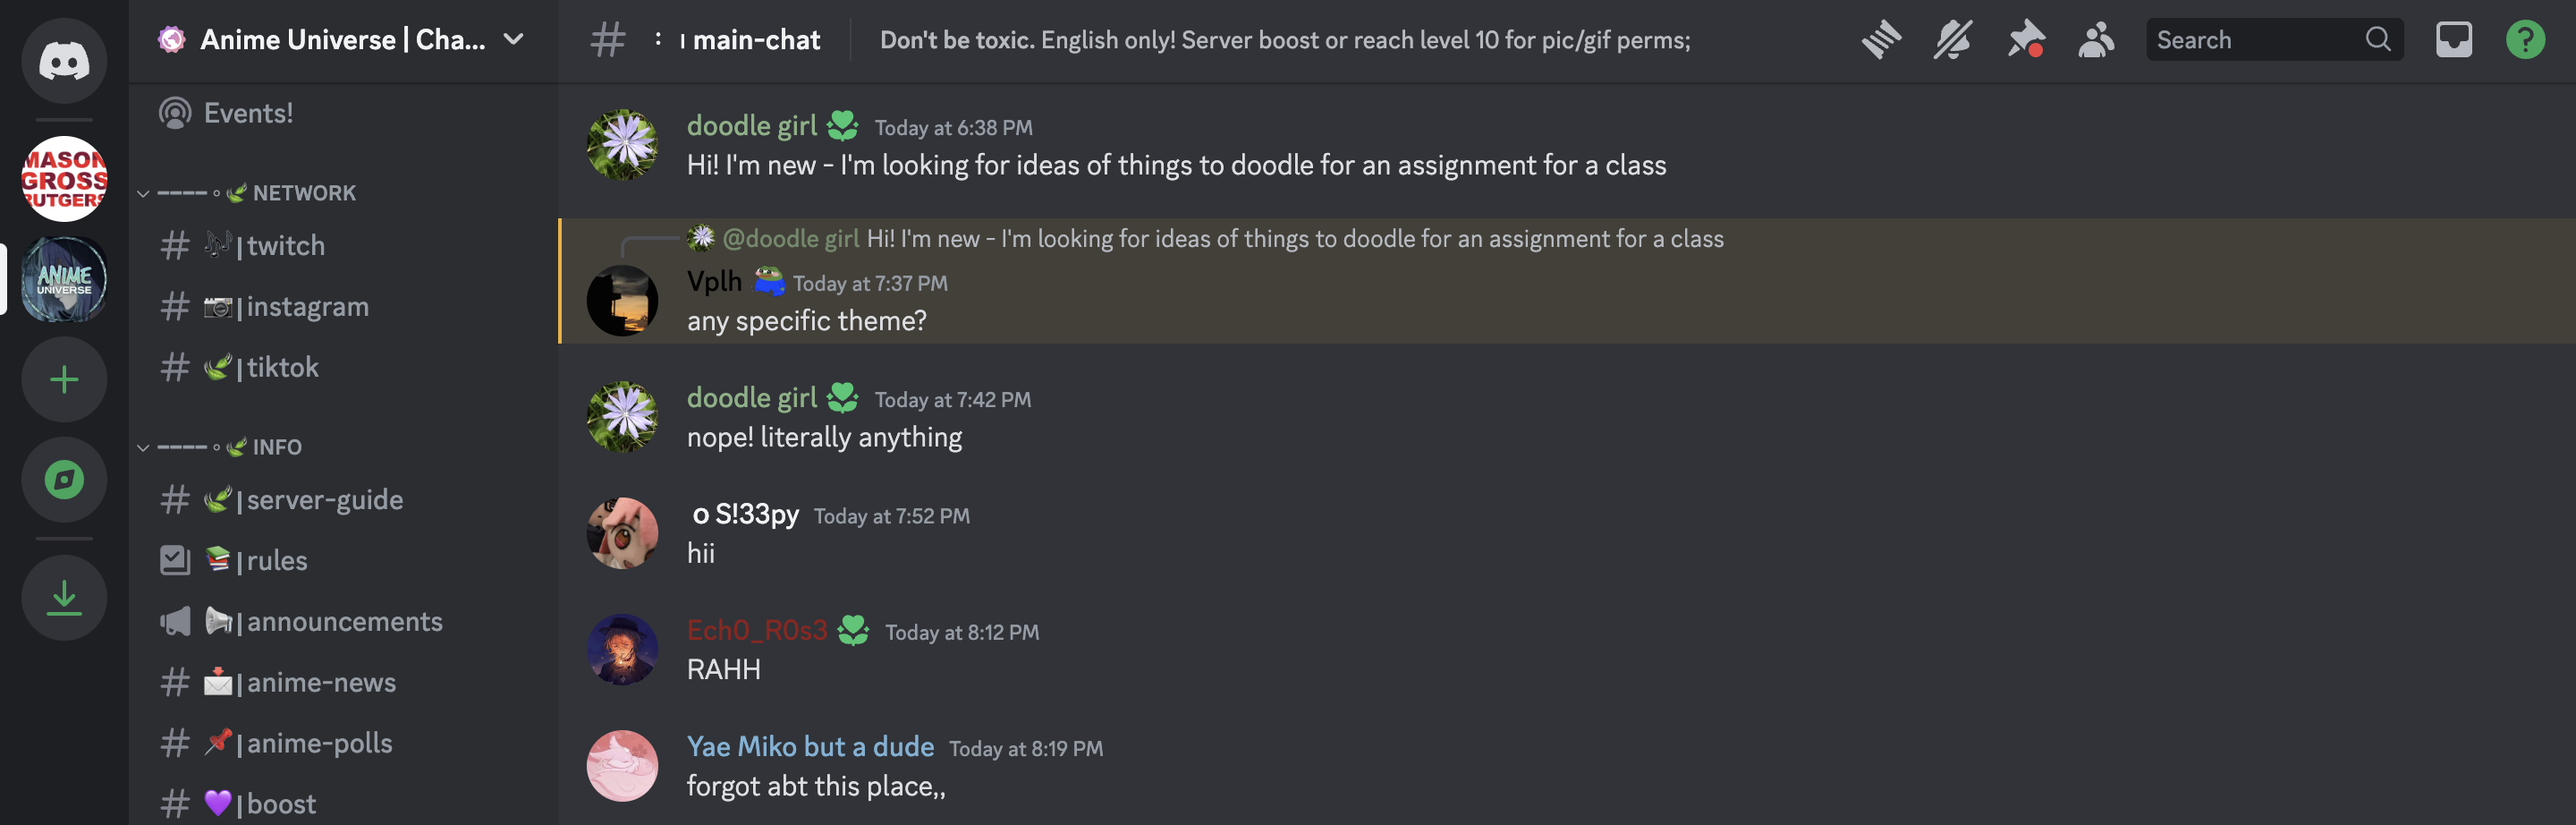 Anime Universe | Cha...
: | main-chat
Don't be toxic. English only! Server boost or reach level 10 for pic/gif perms;
Search
?
MASON
GROSS
RUTGERS
ANIME
UNIVERSE
Events!
---- ◦ NETWORK
# |twitch
# |instagram
# |tiktok
---- ◦ INFO
# |server-guide
|rules
|announcements
# |anime-news
# |anime-polls
# |boost
doodle girl Today at 6:38 PM
Hi! I'm new - I'm looking for ideas of things to doodle for an assignment for a class
@doodle girl Hi! I'm new - I'm looking for ideas of things to doodle for an assignment for a class
Vplh Today at 7:37 PM
any specific theme?
doodle girl Today at 7:42 PM
nope! literally anything
o S!33py Today at 7:52 PM
hii
Ech0_R0s3 Today at 8:12 PM
RAHH
Yae Miko but a dude Today at 8:19 PM
forgot abt this place,,